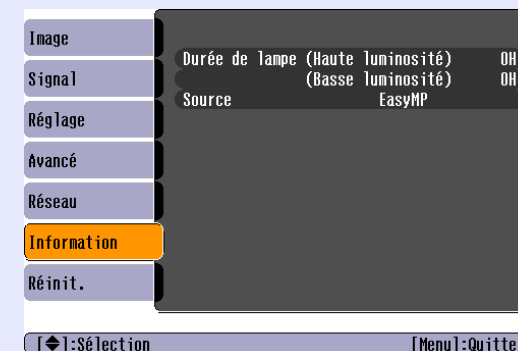 Image
Signal
Réglage
Avancé
Réseau
Information
Réinit.
Durée de lampe (Haute luminosité) 0H
(Basse luminosité) 0H
Source EasyMP
[◆]:Sélection [Menu]:Quitte